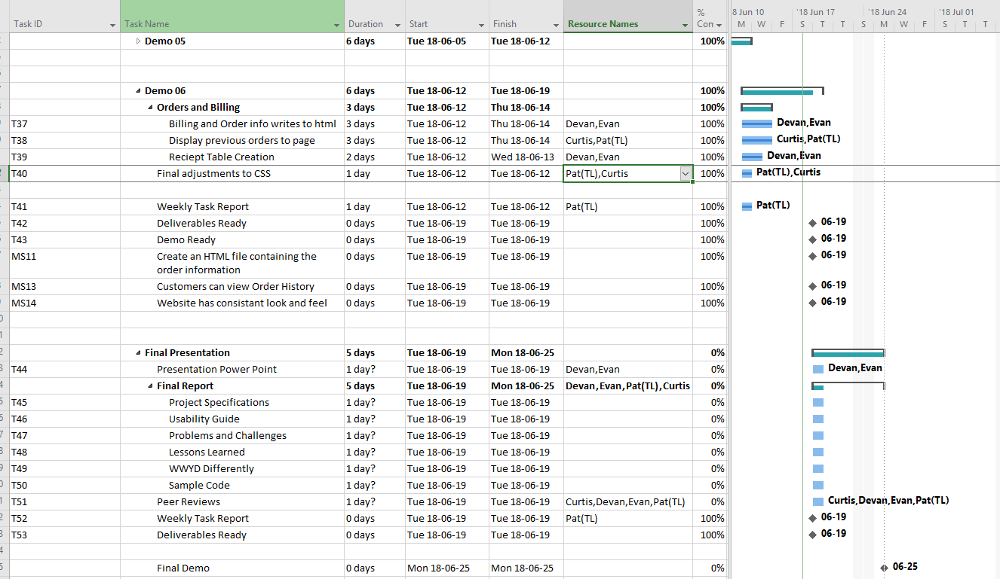 % 8 Jun 10 '18 Jun 17 '18 Jun 24 '18 Jul 01
Task ID Task Name Duration Start Finish Resource Names Con M W F S T T S M W F S T T
Demo 05 6 days Tue 18-06-05 Tue 18-06-12 100%
Demo 06 6 days Tue 18-06-12 Tue 18-06-19 100%
Orders and Billing 3 days Tue 18-06-12 Thu 18-06-14 100%
T37 Billing and Order info writes to html 3 days Tue 18-06-12 Thu 18-06-14 Devan,Evan 100% Devan,Evan
T38 Display previous orders to page 3 days Tue 18-06-12 Thu 18-06-14 Curtis,Pat(TL) 100% Curtis,Pat(TL)
T39 Reciept Table Creation 2 days Tue 18-06-12 Wed 18-06-13 Devan,Evan 100% Devan,Evan
T40 Final adjustments to CSS 1 day Tue 18-06-12 Tue 18-06-12 Pat(TL),Curtis 100% Pat(TL),Curtis
T41 Weekly Task Report 1 day Tue 18-06-12 Tue 18-06-12 Pat(TL) 100% Pat(TL)
T42 Deliverables Ready 0 days Tue 18-06-19 Tue 18-06-19 100% 06-19
T43 Demo Ready 0 days Tue 18-06-19 Tue 18-06-19 100% 06-19
MS11 Create an HTML file containing the 0 days Tue 18-06-19 Tue 18-06-19 100% 06-19
order information
MS13 Customers can view Order History 0 days Tue 18-06-19 Tue 18-06-19 100% 06-19
MS14 Website has consistant look and feel 0 days Tue 18-06-19 Tue 18-06-19 100% 06-19
Final Presentation 5 days Tue 18-06-19 Mon 18-06-25 0%
T44 Presentation Power Point 1 day? Tue 18-06-19 Tue 18-06-19 Devan,Evan 0% Devan,Evan
Final Report 5 days Tue 18-06-19 Mon 18-06-25 Devan,Evan,Pat(TL),Curtis 0%
T45 Project Specifications 1 day? Tue 18-06-19 Tue 18-06-19 0%
T46 Usability Guide 1 day? Tue 18-06-19 Tue 18-06-19 0%
T47 Problems and Challenges 1 day? Tue 18-06-19 Tue 18-06-19 0%
T48 Lessons Learned 1 day? Tue 18-06-19 Tue 18-06-19 0%
T49 WWYD Differently 1 day? Tue 18-06-19 Tue 18-06-19 0%
T50 Sample Code 1 day? Tue 18-06-19 Tue 18-06-19 0%
T51 Peer Reviews 1 day? Tue 18-06-19 Tue 18-06-19 Curtis,Devan,Evan,Pat(TL) 0% Curtis,Devan,Evan,Pat(TL)
T52 Weekly Task Report 0 days Tue 18-06-19 Tue 18-06-19 Pat(TL) 100% 06-19
T53 Deliverables Ready 0 days Tue 18-06-19 Tue 18-06-19 100% 06-19
Final Demo 0 days Mon 18-06-25 Mon 18-06-25 0% 06-25